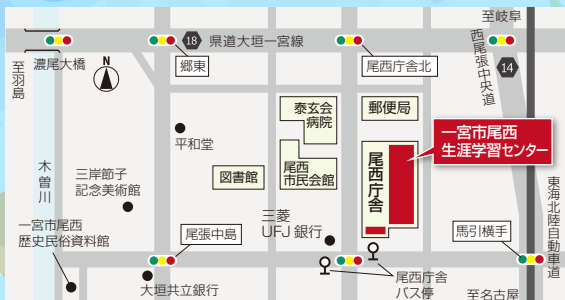 至岐阜
18 県道大垣一宮線
濃尾大橋
至羽島
N
郷東
尾西庁舎北
西尾張中央道
14
泰玄会
病院
郵便局
一宮市尾西
生涯学習センター
平和堂
図書館
尾西
市民会館
尾西庁舎
木曽川
三岸節子
記念美術館
一宮市尾西
歴史民俗資料館
尾張中島
三菱
UFJ 銀行
馬引横手
東海北陸自動車道
大垣共立銀行
尾西庁舎
バス停
至名古屋